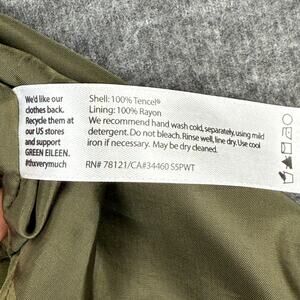 We'd like our
clothes back.
Recycle them at
our US stores
and support
GREEN EILEEN.
#thxverymuch
Shell: 100% Tencel®
Lining: 100% Rayon
We recommend hand wash cold, separately, using mild
detergent. Do not bleach. Rinse well, line dry. Use cool
iron if necessary. May be dry cleaned.
RN# 78121/CA#34460 S5PWT